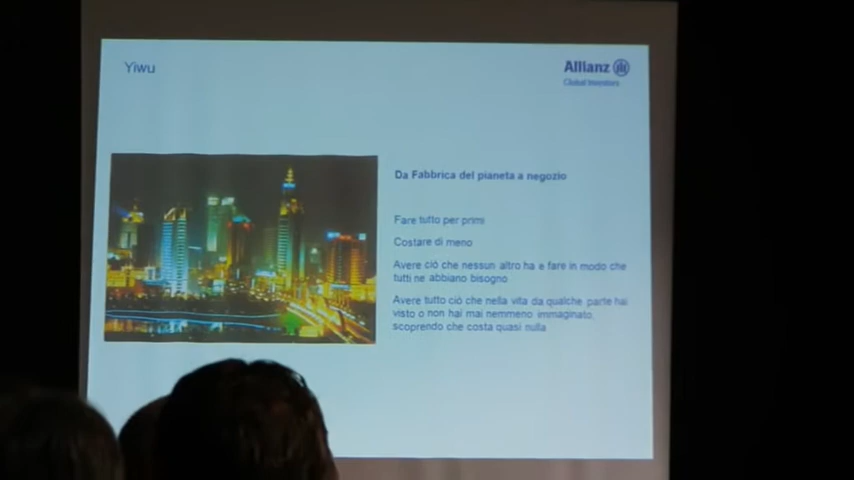 Yiwu
Allianz
Global Investors
Da Fabbrica del pianeta a negozio
Fare tutto per primi
Costare di meno
Avere ciò che nessun altro ha e fare in modo che
tutti ne abbiano bisogno
Avere tutto ciò che nella vita da qualche parte hai
visto o non hai mai nemmeno immaginato,
scoprendo che costa quasi nulla